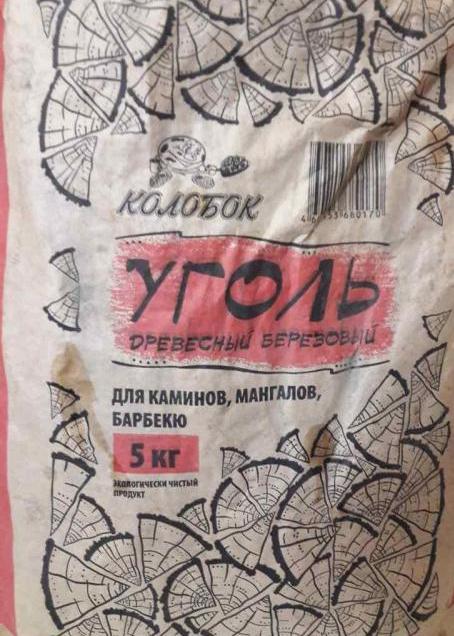 КОЛОБОК
УГОЛЬ
ДРЕВЕСНЫЙ БЕРЕЗОВЫЙ
ДЛЯ КАМИНОВ, МАНГАЛОВ,
БАРБЕКЮ
5 кг
ЭКОЛОГИЧЕСКИ ЧИСТЫЙ
ПРОДУКТ